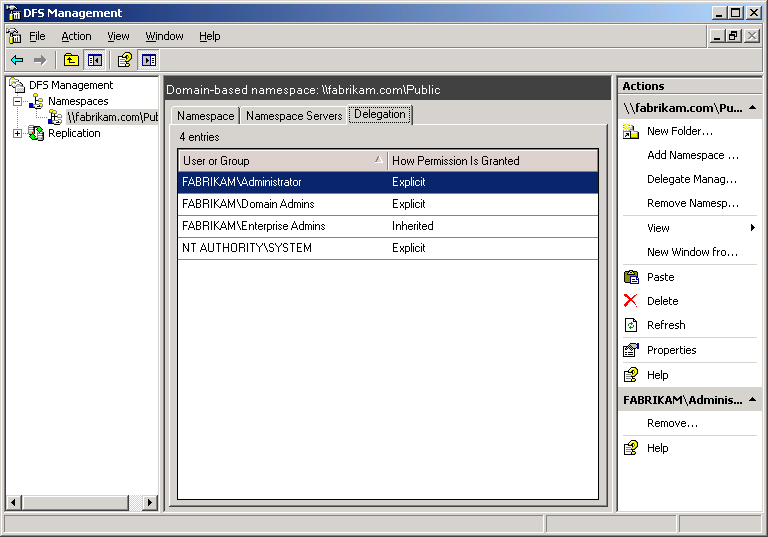 DFS Management
File Action View Window Help
DFS Management
Namespaces
\\fabrikam.com\Pub
Replication
Domain-based namespace: \\fabrikam.com\Public
Namespace Namespace Servers Delegation
4 entries
User or Group How Permission Is Granted
FABRIKAM\Administrator Explicit
FABRIKAM\Domain Admins Explicit
FABRIKAM\Enterprise Admins Inherited
NT AUTHORITY\SYSTEM Explicit
Actions
\\fabrikam.com\Pu...
New Folder...
Add Namespace ...
Delegate Manag...
Remove Namesp...
View
New Window fro...
Paste
Delete
Refresh
Properties
Help
FABRIKAM\Adminis...
Remove...
Help